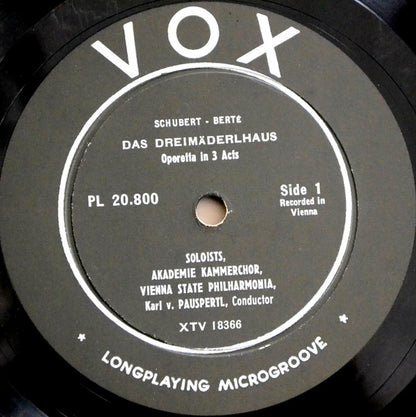 VOX
SCHUBERT - BERTÉ
DAS DREIMÄDERLHAUS
Operetta in 3 Acts
PL 20.800
Side 1
Recorded in
Vienna
SOLOISTS,
AKADEMIE KAMMERCHOR,
VIENNA STATE PHILHARMONIA,
Karl v. PAUSPERTL, Conductor
XTV 18366
* LONGPLAYING MICROGROOVE *